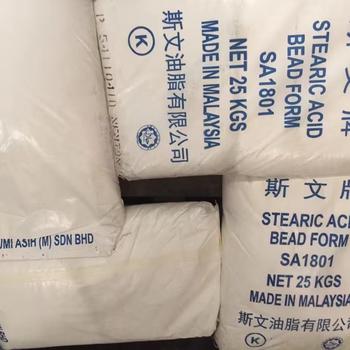 STEARIC ACID
BEAD FORM
SA1801
NET 25 KGS
MADE IN MALAYSIA
斯文油脂有限公司
K
UMI ASIH (M) SDN BHD
斯文牌
STEARIC ACID
BEAD FORM
SA1801
NET 25 KGS
MADE IN MALAYSIA
斯文油脂有限公司
K